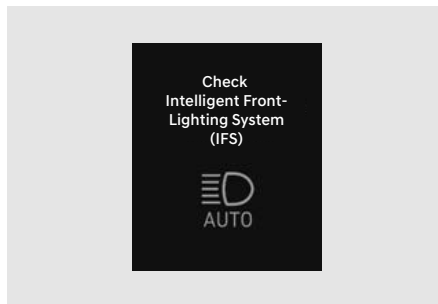 Check
Intelligent Front-
Lighting System
(IFS)
AUTO